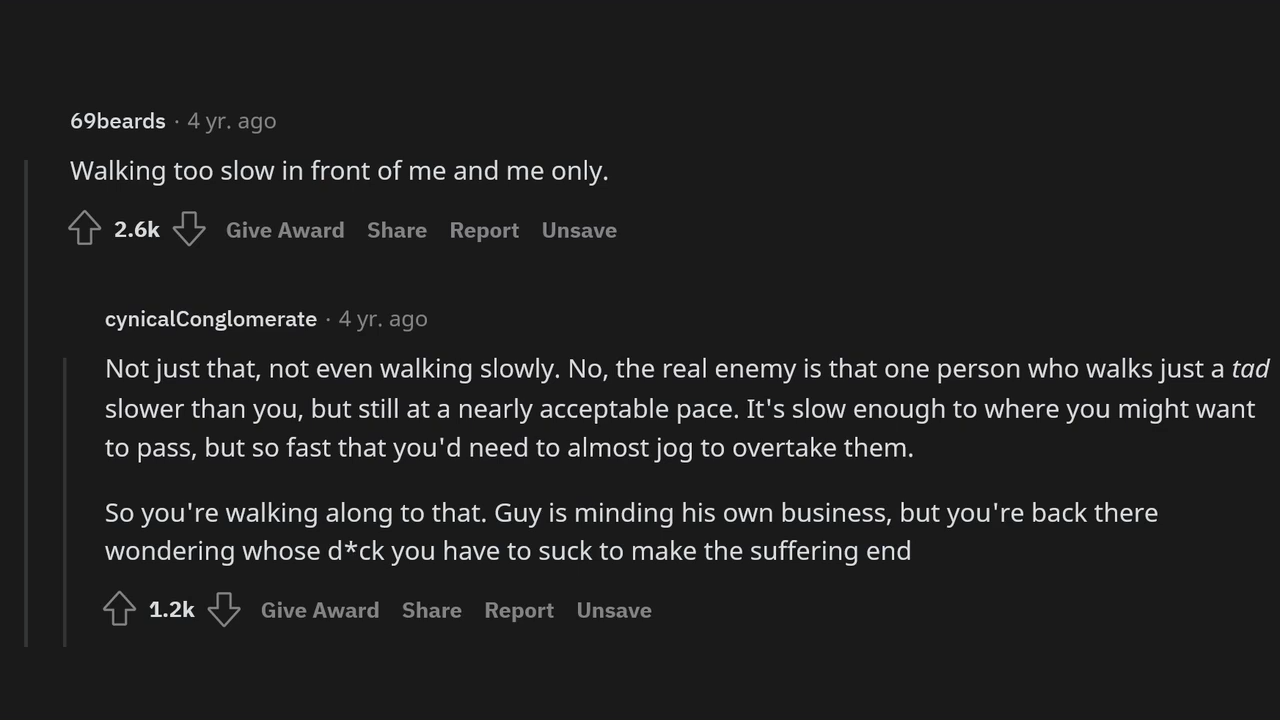 69beards · 4 yr. ago
Walking too slow in front of me and me only.
2.6k Give Award Share Report Unsave
cynicalConglomerate · 4 yr. ago
Not just that, not even walking slowly. No, the real enemy is that one person who walks just a tad
slower than you, but still at a nearly acceptable pace. It's slow enough to where you might want
to pass, but so fast that you'd need to almost jog to overtake them.
So you're walking along to that. Guy is minding his own business, but you're back there
wondering whose d*ck you have to suck to make the suffering end
1.2k Give Award Share Report Unsave